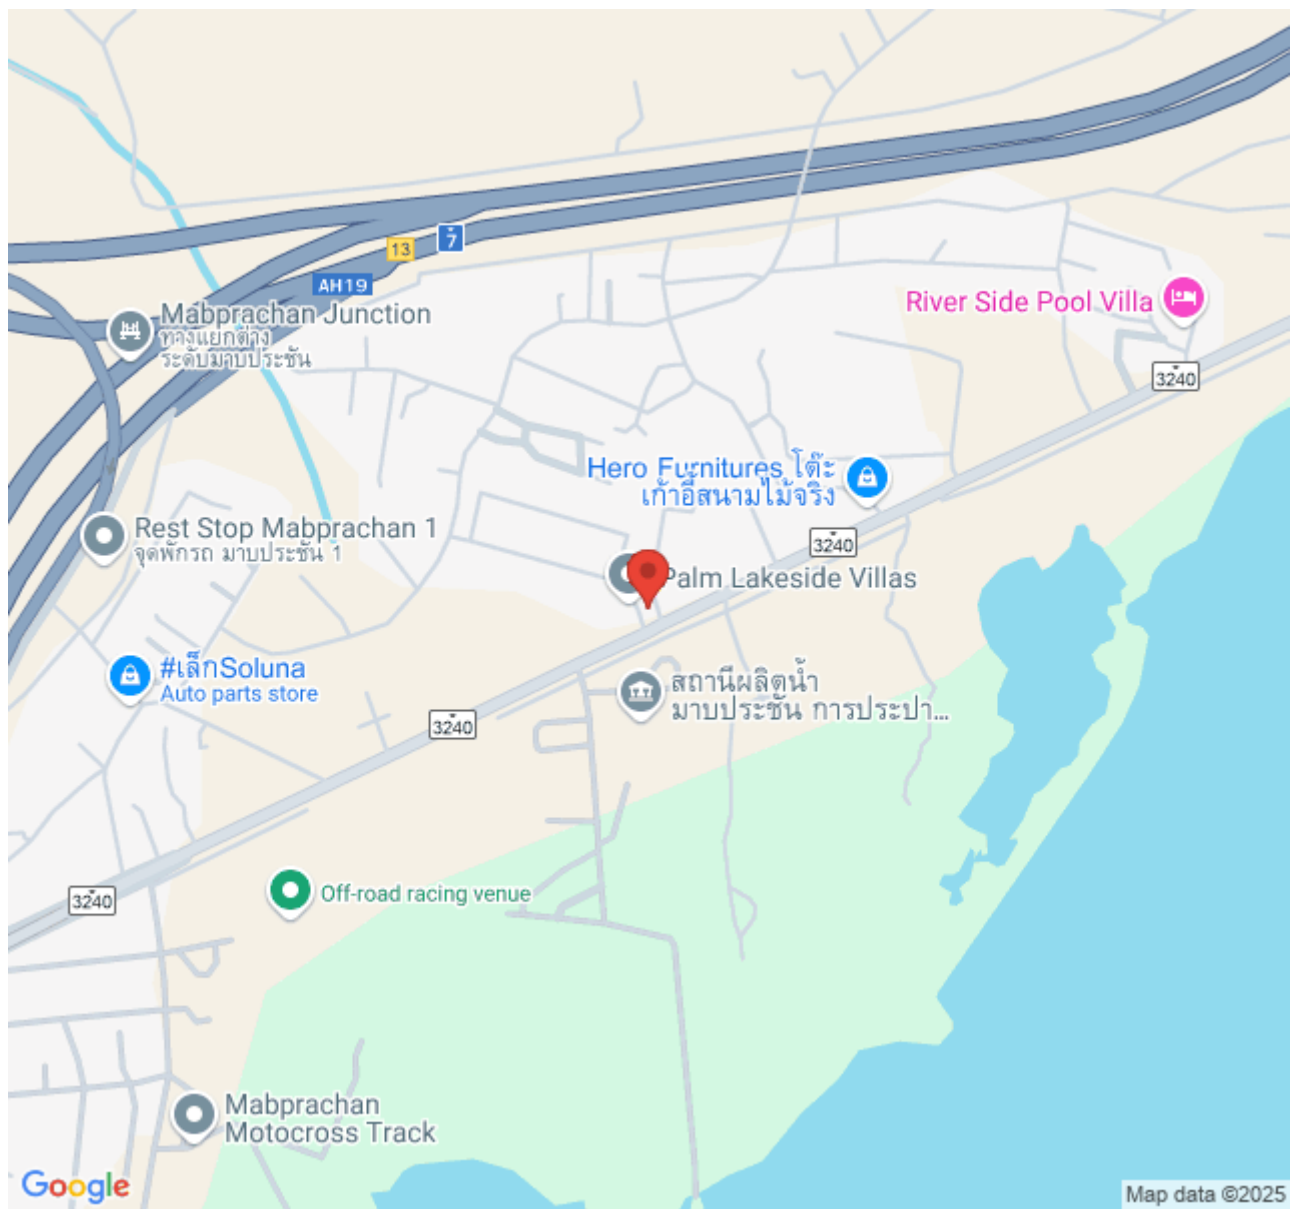 7
13
AH19
Mabprachan Junction
ทางแยกต่าง
ระดับมาบประชัน
River Side Pool Villa
3240
Hero Furnitures โต๊ะ
เก้าอี้สนามไม้จริง
Rest Stop Mabprachan 1
จุดพักรถ มาบประชัน 1
3240
Palm Lakeside Villas
#เล็กSoluna
Auto parts store
สถานีผลิตน้ำ
มาบประชัน การประปา...
3240
3240
Off-road racing venue
Mabprachan
Motocross Track
Google
Map data ©2025